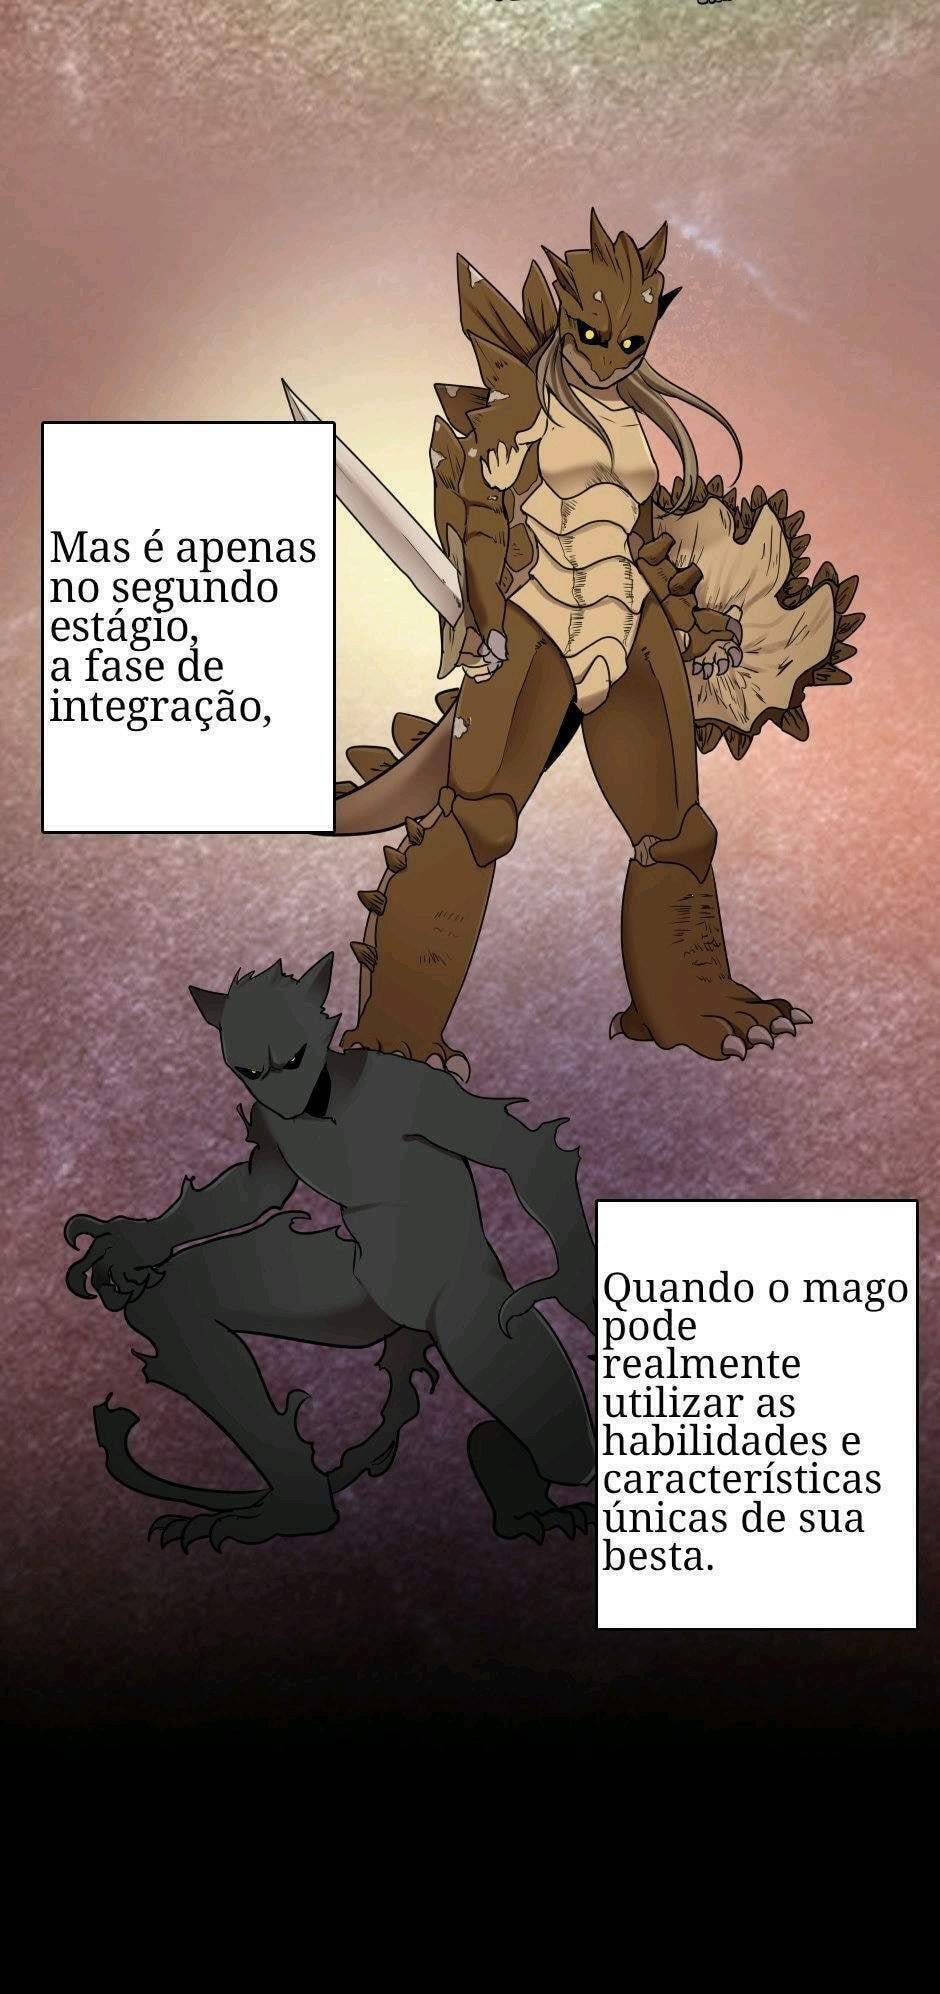 Mas é apenas
no segundo
estágio,
a fase de
integração,
Quando o mago
pode
realmente
utilizar as
habilidades e
características
únicas de sua
besta.